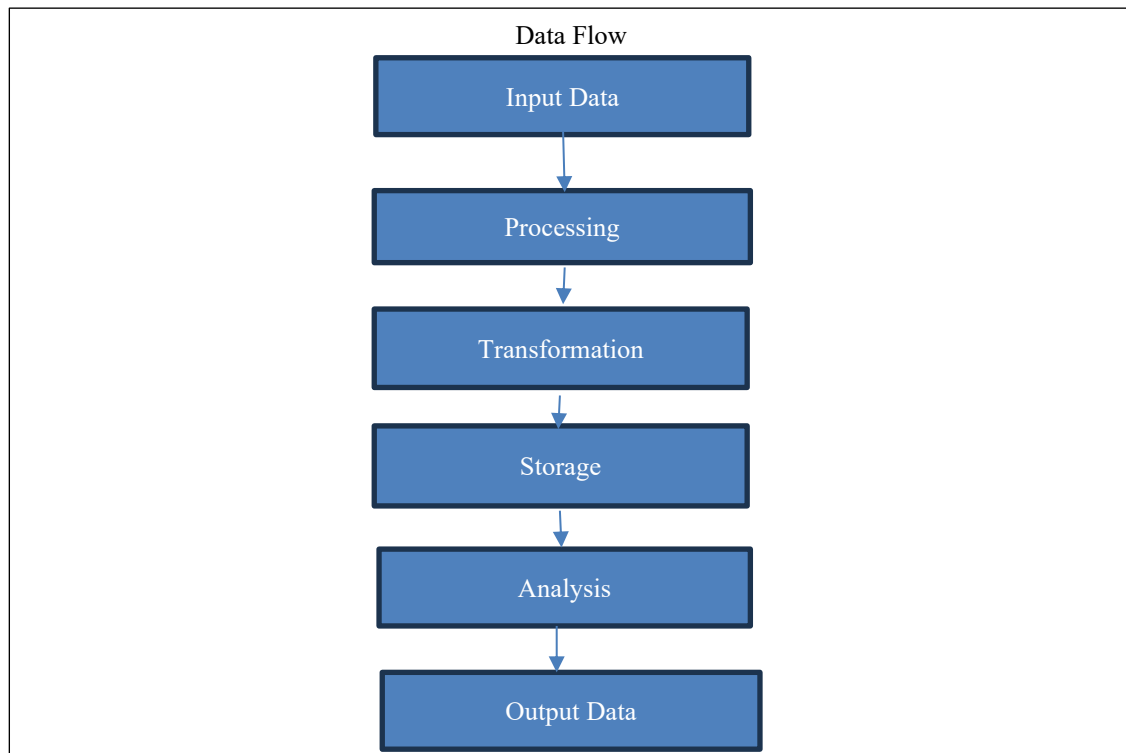 Data Flow
Input Data
Processing
Transformation
Storage
Analysis
Output Data